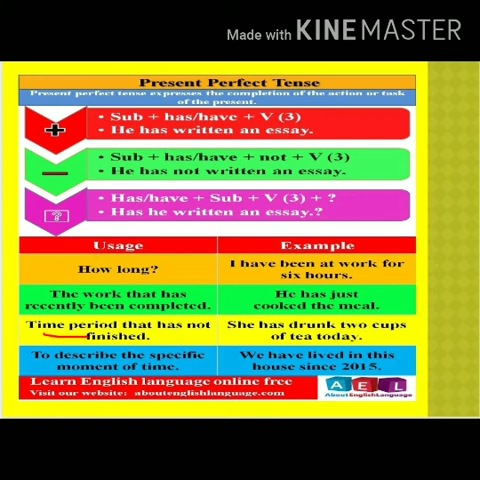 Made with KINEMASTER
Present Perfect Tense
Present perfect tense expresses the completion of the action or task
of the present.
+
• Sub + has/have + V (3)
• He has written an essay.
—
• Sub + has/have + not + V (3)
• He has not written an essay.
?
• Has/have + Sub + V (3) + ?
• Has he written an essay.?
Usage
Example
How long?
I have been at work for
six hours.
The work that has
recently been completed.
He has just
cooked the meal.
Time period that has not
finished.
She has drunk two cups
of tea today.
To describe the specific
moment of time.
We have lived in this
house since 2015.
Learn English language online free
Visit our website: aboutenglishlanguage.com
A E L
AboutEnglishLanguage